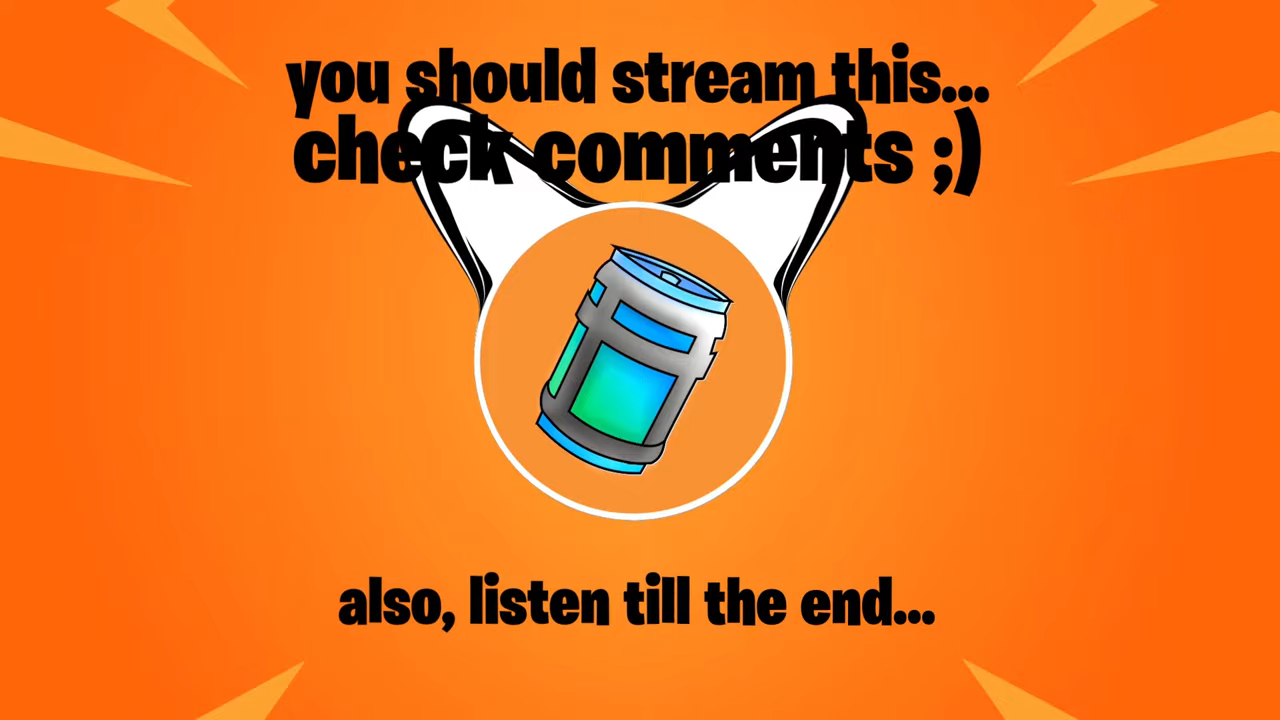 you should stream this...
check comments ;)
also, listen till the end...